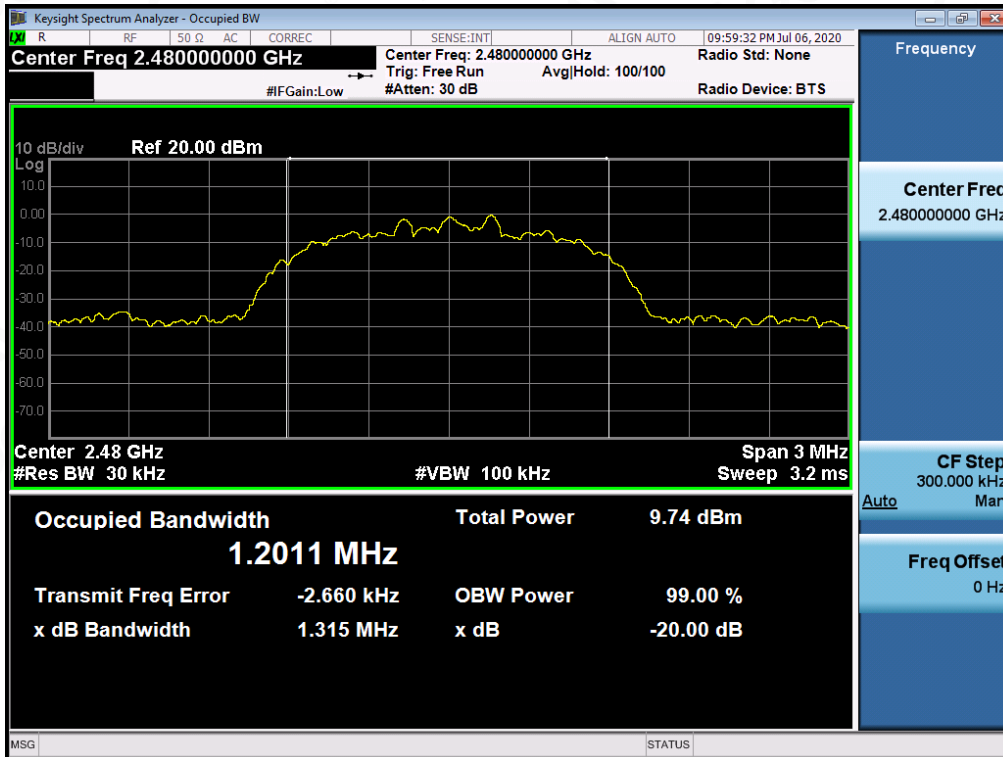 Keysight Spectrum Analyzer - Occupied BW
LXI R RF 50 Ω AC CORREC SENSE:INT ALIGN AUTO 09:59:32 PM Jul 06, 2020
Center Freq 2.480000000 GHz
#IFGain:Low
Center Freq: 2.480000000 GHz
Trig: Free Run Avg|Hold: 100/100
#Atten: 30 dB
Radio Std: None
Radio Device: BTS
10 dB/div Ref 20.00 dBm
Log
10.0
0.00
-10.0
-20.0
-30.0
-40.0
-50.0
-60.0
-70.0
Center 2.48 GHz Span 3 MHz
#Res BW 30 kHz #VBW 100 kHz Sweep 3.2 ms
Occupied Bandwidth Total Power 9.74 dBm
1.2011 MHz
Transmit Freq Error -2.660 kHz OBW Power 99.00 %
x dB Bandwidth 1.315 MHz x dB -20.00 dB
Frequency
Center Freq
2.480000000 GHz
CF Step
300.000 kHz
Auto Man
Freq Offset
0 Hz
MSG STATUS